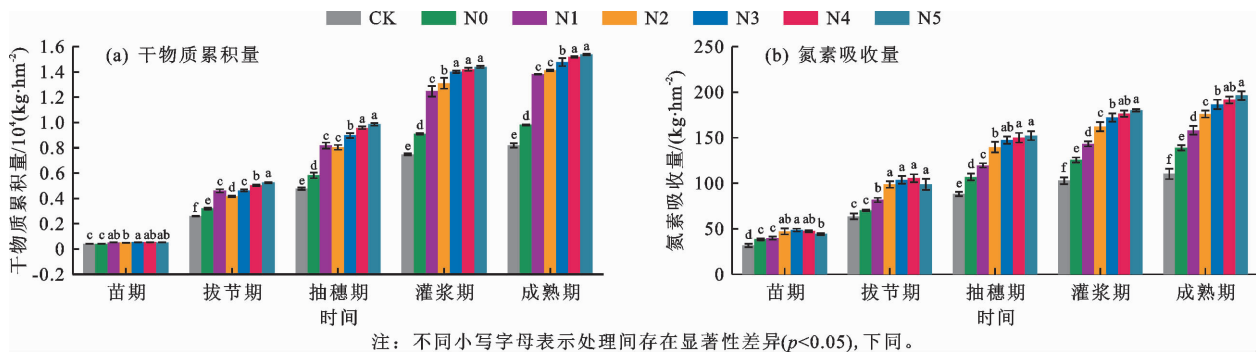 CK N0 N1 N2 N3 N4 N5
(a) 干物质累积量
干物质累积量/10⁴(kg·hm⁻²)
1.6
1.4
1.2
1.0
0.8
0.6
0.4
0.2
0
-0.2
c c ab b a ab ab
f e c d c b a
e d c c b a a
e d c b a a a
e d c c b a a
苗期 拔节期 抽穗期 灌浆期 成熟期
时间
(b) 氮素吸收量
氮素吸收量/(kg·hm⁻²)
250
200
150
100
50
0
d c c ab a ab b
c c b a a a a
e d c b ab a a
f e d c b ab a
f e d c b ab a
苗期 拔节期 抽穗期 灌浆期 成熟期
时间
注：不同小写字母表示处理间存在显著性差异(p<0.05),下同。